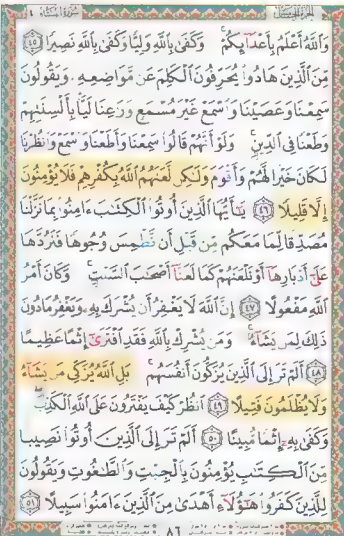 الجزء الخامس
سورة النساء ٤
وَاللَّهُ أَعْلَمُ بِأَعْدَائِكُمْ ۚ وَكَفَىٰ بِاللَّهِ وَلِيًّا وَكَفَىٰ بِاللَّهِ نَصِيرًا ﴿٤٥﴾
مِّنَ الَّذِينَ هَادُوا يُحَرِّفُونَ الْكَلِمَ عَن مَّوَاضِعِهِ وَيَقُولُونَ
سَمِعْنَا وَعَصَيْنَا وَاسْمَعْ غَيْرَ مُسْمَعٍ وَرَاعِنَا لَيًّا بِأَلْسِنَتِهِمْ
وَطَعْنًا فِي الدِّينِ ۚ وَلَوْ أَنَّهُمْ قَالُوا سَمِعْنَا وَأَطَعْنَا وَاسْمَعْ وَانظُرْنَا
لَكَانَ خَيْرًا لَّهُمْ وَأَقْوَمَ وَلَٰكِن لَّعَنَهُمُ اللَّهُ بِكُفْرِهِمْ فَلَا يُؤْمِنُونَ
إِلَّا قَلِيلًا ﴿٤٦﴾ يَا أَيُّهَا الَّذِينَ أُوتُوا الْكِتَابَ آمِنُوا بِمَا نَزَّلْنَا
مُصَدِّقًا لِّمَا مَعَكُم مِّن قَبْلِ أَن نَّطْمِسَ وُجُوهًا فَنَرُدَّهَا
عَلَىٰ أَدْبَارِهَا أَوْ نَلْعَنَهُمْ كَمَا لَعَنَّا أَصْحَابَ السَّبْتِ ۚ وَكَانَ أَمْرُ
اللَّهِ مَفْعُولًا ﴿٤٧﴾ إِنَّ اللَّهَ لَا يَغْفِرُ أَن يُشْرَكَ بِهِ وَيَغْفِرُ مَا دُونَ
ذَٰلِكَ لِمَن يَشَاءُ ۚ وَمَن يُشْرِكْ بِاللَّهِ فَقَدِ افْتَرَىٰ إِثْمًا عَظِيمًا
﴿٤٨﴾ أَلَمْ تَرَ إِلَى الَّذِينَ يُزَكُّونَ أَنفُسَهُم ۚ بَلِ اللَّهُ يُزَكِّي مَن يَشَاءُ
وَلَا يُظْلَمُونَ فَتِيلًا ﴿٤٩﴾ انظُرْ كَيْفَ يَفْتَرُونَ عَلَى اللَّهِ الْكَذِبَ ۖ
وَكَفَىٰ بِهِ إِثْمًا مُّبِينًا ﴿٥٠﴾ أَلَمْ تَرَ إِلَى الَّذِينَ أُوتُوا نَصِيبًا
مِّنَ الْكِتَابِ يُؤْمِنُونَ بِالْجِبْتِ وَالطَّاغُوتِ وَيَقُولُونَ
لِلَّذِينَ كَفَرُوا هَٰؤُلَاءِ أَهْدَىٰ مِنَ الَّذِينَ آمَنُوا سَبِيلًا ﴿٥١﴾
٨٦